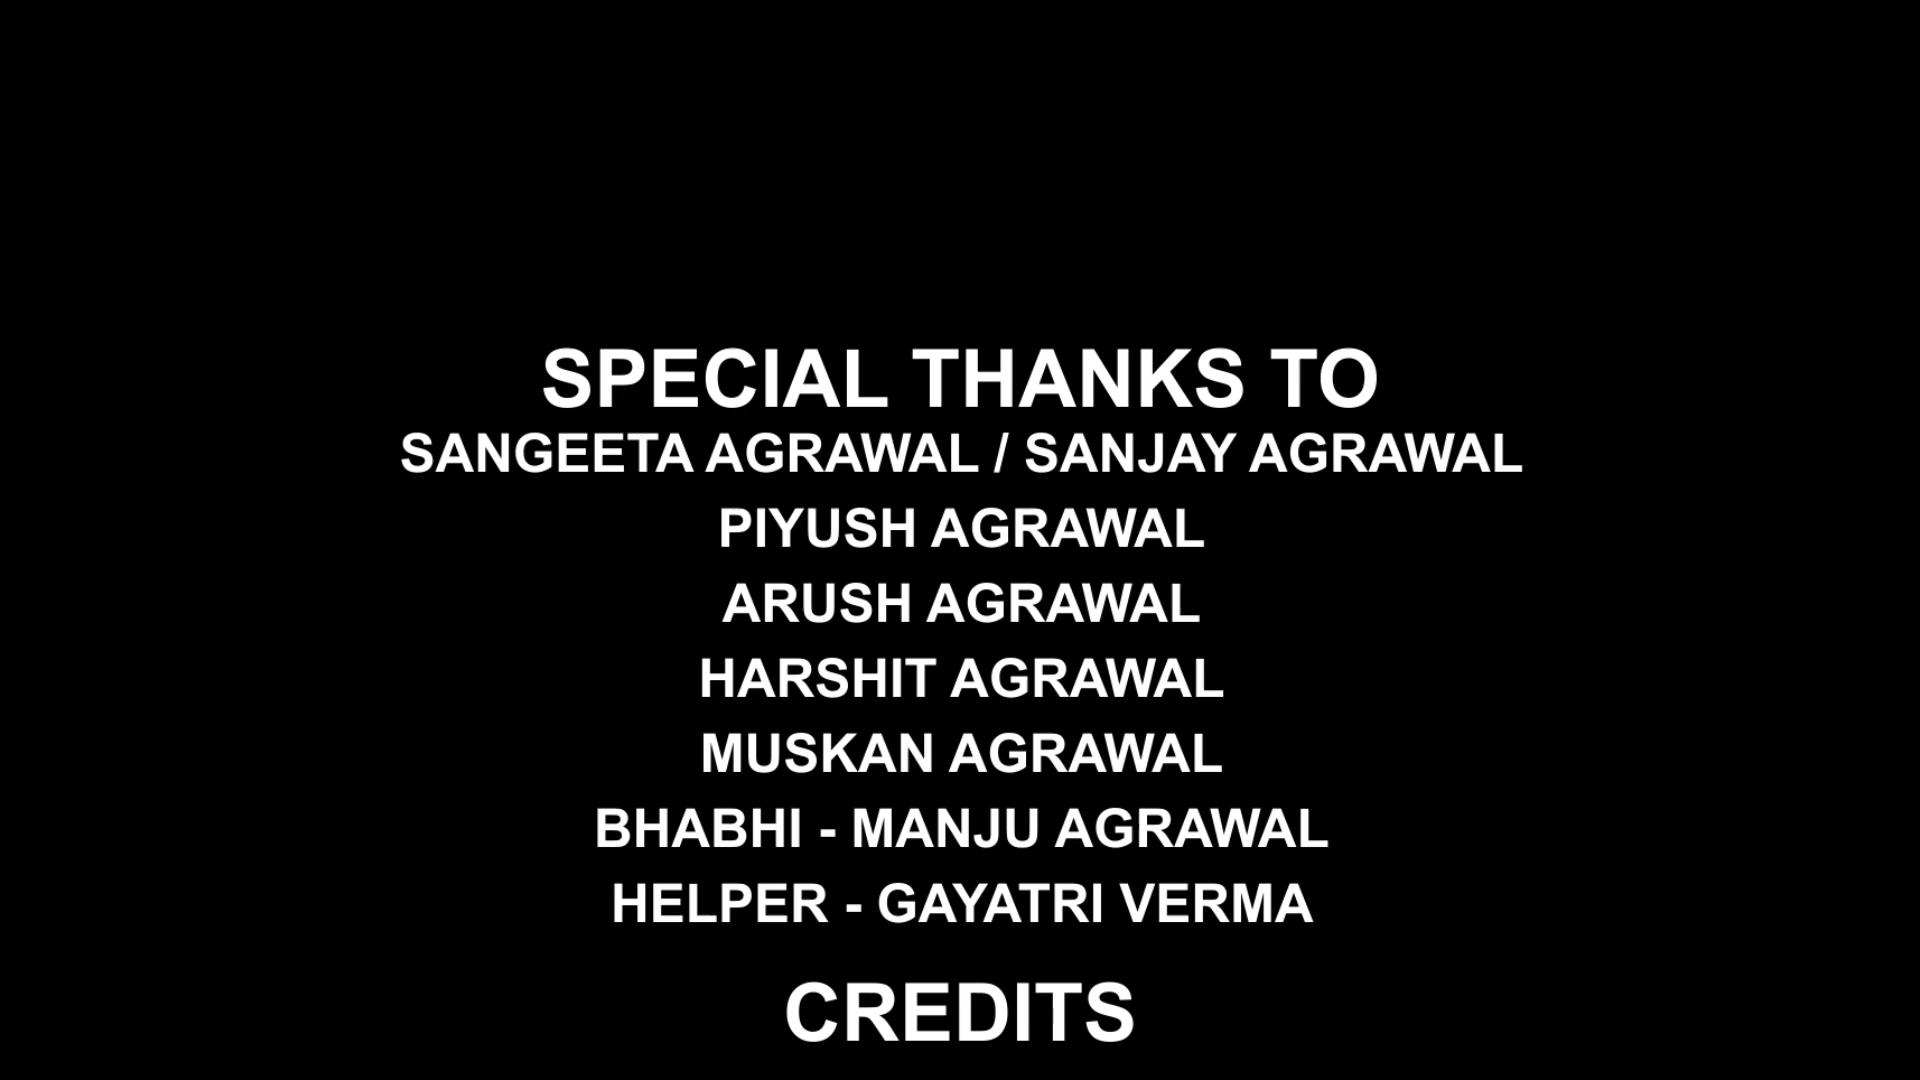 SPECIAL THANKS TO
SANGEETA AGRAWAL / SANJAY AGRAWAL
PIYUSH AGRAWAL
ARUSH AGRAWAL
HARSHIT AGRAWAL
MUSKAN AGRAWAL
BHABHI - MANJU AGRAWAL
HELPER - GAYATRI VERMA
CREDITS